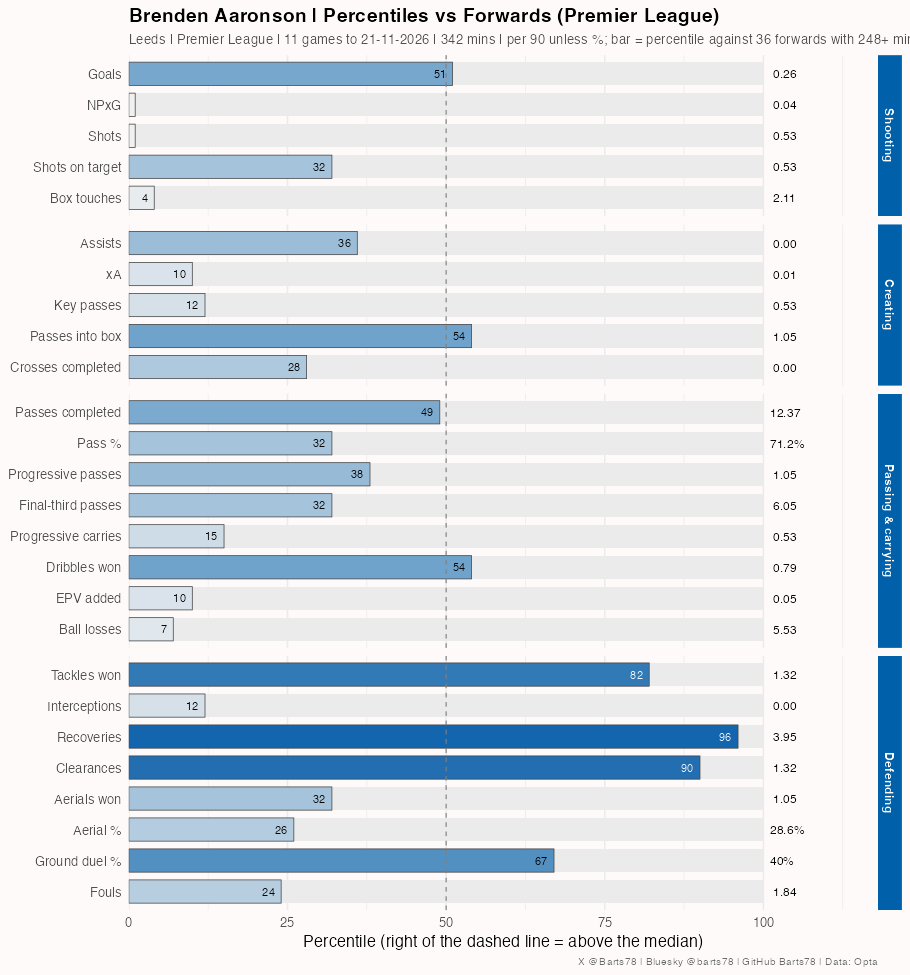 Brenden Aaronson | Percentiles vs Forwards (Premier League)
Leeds | Premier League | 11 games to 21-11-2026 | 342 mins | per 90 unless %; bar = percentile against 36 forwards with 248+
Shooting
Goals 51 0.26
NPxG 0.04
Shots 0.53
Shots on target 32 0.53
Box touches 4 2.11
Creating
Assists 36 0.00
xA 10 0.01
Key passes 12 0.53
Passes into box 54 1.05
Crosses completed 28 0.00
Passing & carrying
Passes completed 49 12.37
Pass % 32 71.2%
Progressive passes 38 1.05
Final-third passes 32 6.05
Progressive carries 15 0.53
Dribbles won 54 0.79
EPV added 10 0.05
Ball losses 7 5.53
Defending
Tackles won 82 1.32
Interceptions 12 0.00
Recoveries 96 3.95
Clearances 90 1.32
Aerials won 32 1.05
Aerial % 26 28.6%
Ground duel % 67 40%
Fouls 24 1.84
0 25 50 75 100
Percentile (right of the dashed line = above the median)
X @Barts78 | Bluesky @barts78 | GitHub Barts78 | Data: Opta